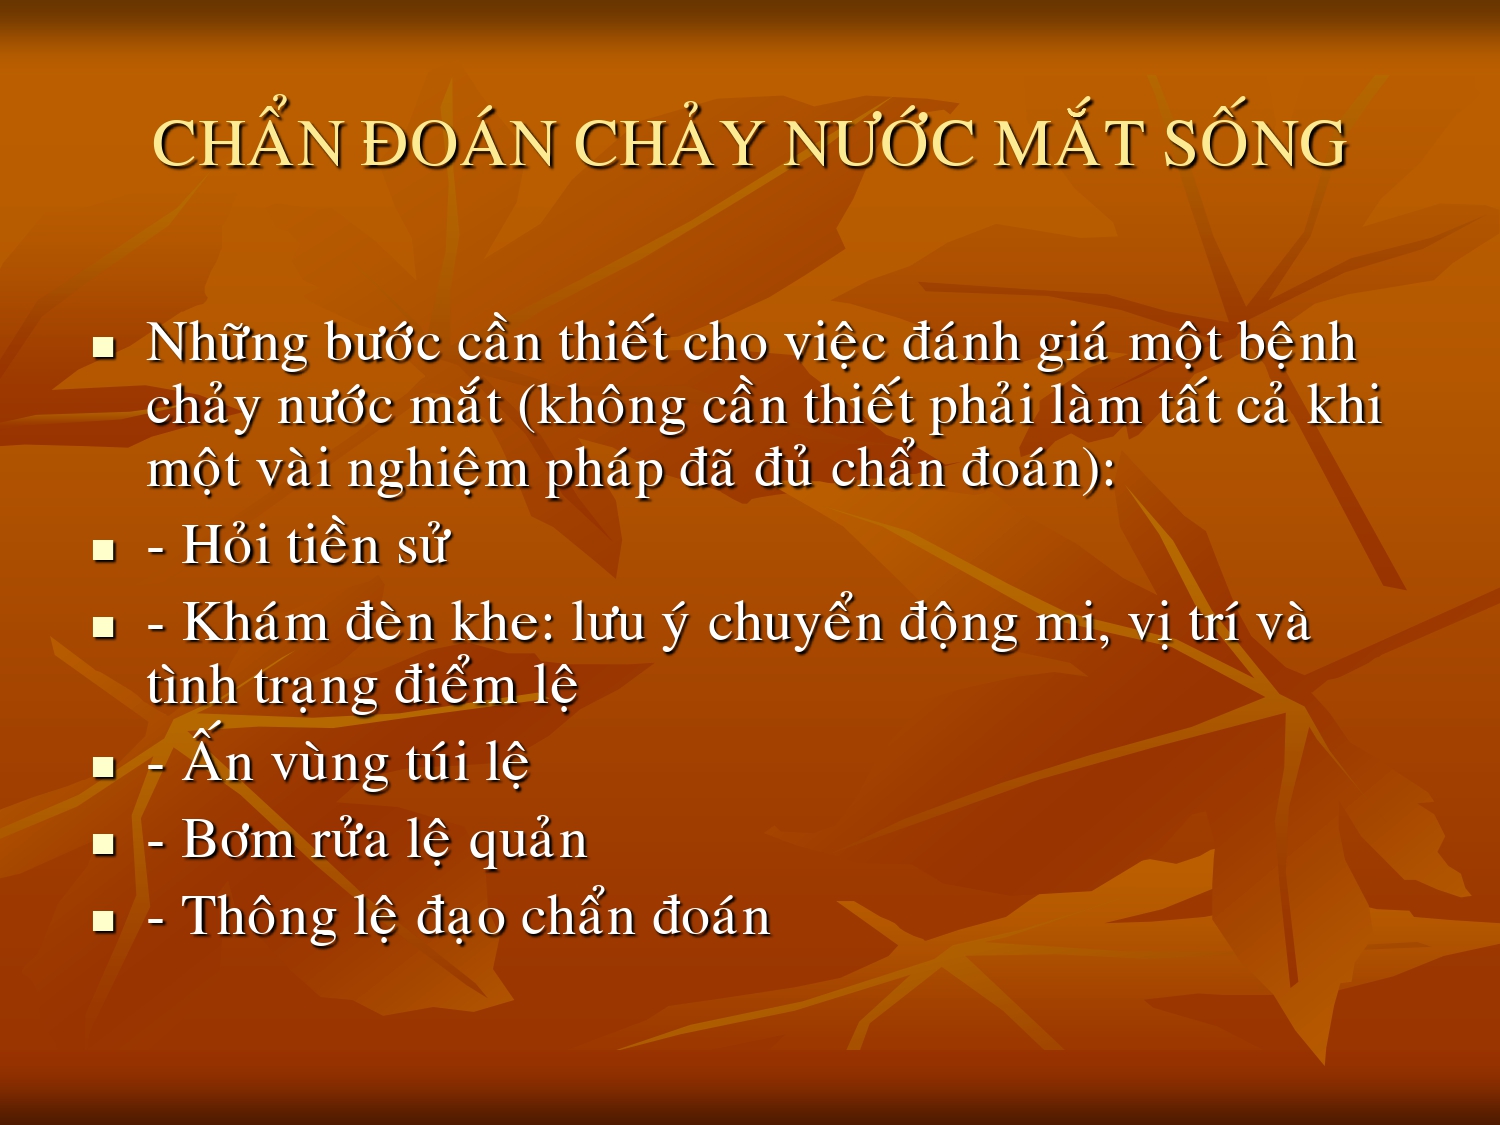 CHẨN ĐOÁN CHẢY NƯỚC MẮT SỐNG
Những bước cần thiết cho việc đánh giá một bệnh
chảy nước mắt (không cần thiết phải làm tất cả khi
một vài nghiệm pháp đã đủ chẩn đoán):
- Hỏi tiền sử
- Khám đèn khe: lưu ý chuyển động mi, vị trí và
tình trạng điểm lệ
- Ấn vùng túi lệ
- Bơm rửa lệ quản
- Thông lệ đạo chẩn đoán